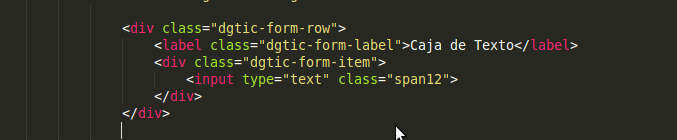 <div class="dgtic-form-row">
<label class="dgtic-form-label">Caja de Texto</label>
<div class="dgtic-form-item">
<input type="text" class="span12">
</div>
</div>